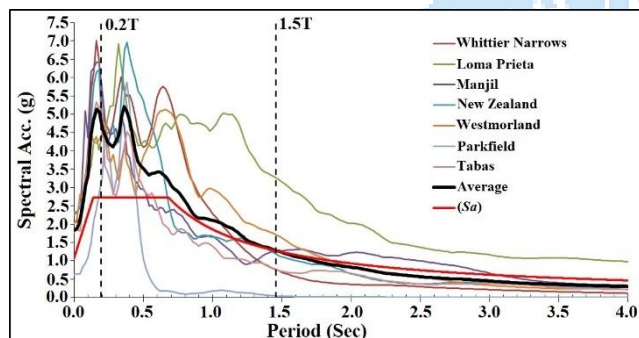 0.2T
1.5T
7.5
7.0
6.5
6.0
5.5
5.0
4.5
4.0
3.5
3.0
2.5
2.0
1.5
1.0
0.5
0.0
Spectral Acc. (g)
Whittier Narrows
Loma Prieta
Manjil
New Zealand
Westmorland
Parkfield
Tabas
Average
(Sa)
0.0 0.5 1.0 1.5 2.0 2.5 3.0 3.5 4.0
Period (Sec)